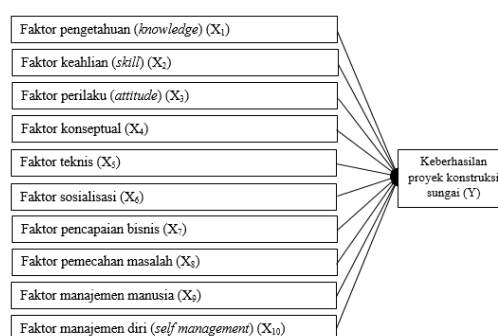 Faktor pengetahuan (knowledge) (X₁)
Faktor keahlian (skill) (X₂)
Faktor perilaku (attitude) (X₃)
Faktor konseptual (X₄)
Faktor teknis (X₅)
Faktor sosialisasi (X₆)
Faktor pencapaian bisnis (X₇)
Faktor pemecahan masalah (X₈)
Faktor manajemen manusia (X₉)
Faktor manajemen diri (self management) (X₁₀)
Keberhasilan
proyek konstruksi
sungai (Y)